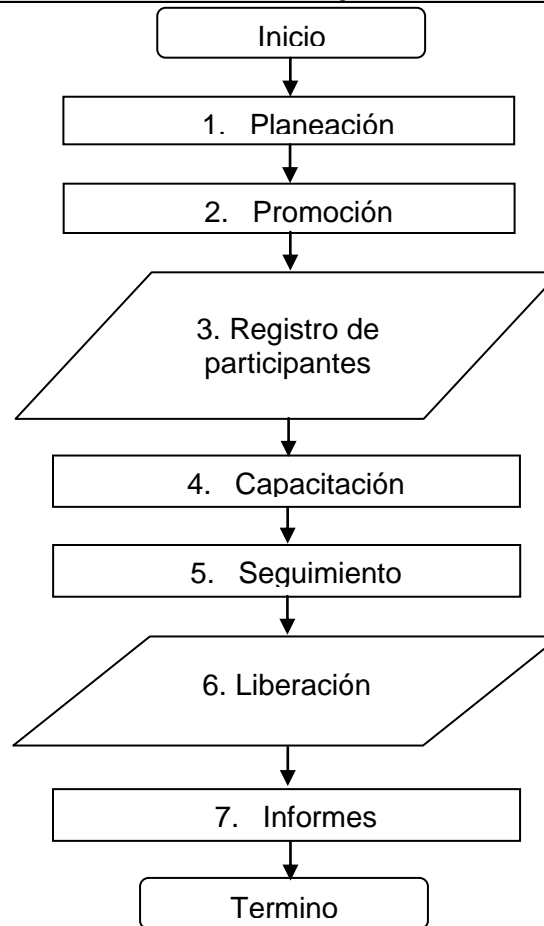 Inicio
1. Planeación
2. Promoción
3. Registro de
participantes
4. Capacitación
5. Seguimiento
6. Liberación
7. Informes
Termino